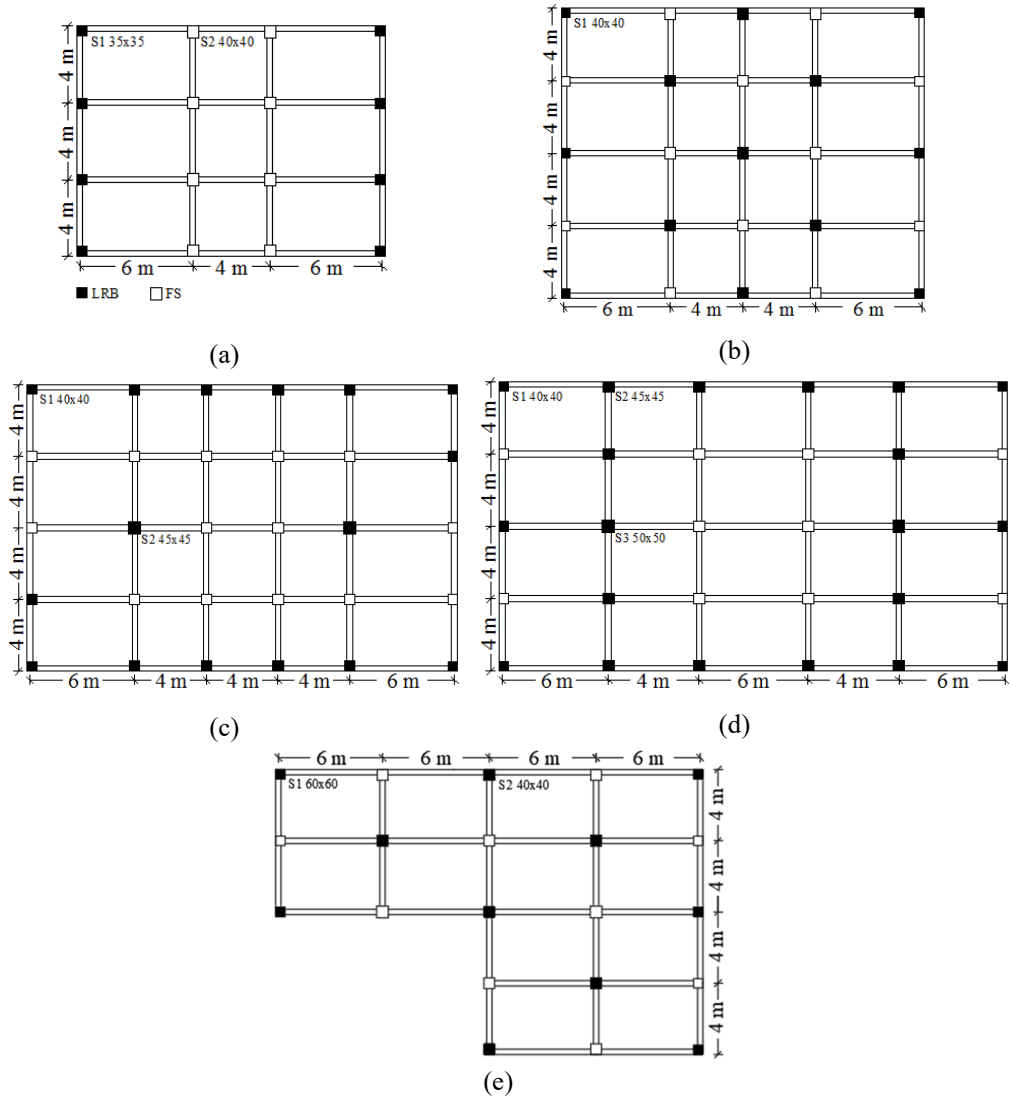 S1 35x35 S2 40x40
4 m
4 m
4 m
6 m 4 m 6 m
LRB FS
(a)
S1 40x40
4 m
4 m
4 m
4 m
6 m 4 m 4 m 6 m
(b)
S1 40x40
4 m
4 m
S2 45x45
4 m
4 m
6 m 4 m 4 m 4 m 6 m
(c)
S1 40x40 S2 45x45
4 m
4 m
S3 50x50
4 m
4 m
6 m 4 m 6 m 4 m 6 m
(d)
6 m 6 m 6 m 6 m
S1 60x60 S2 40x40
4 m
4 m
4 m
4 m
(e)